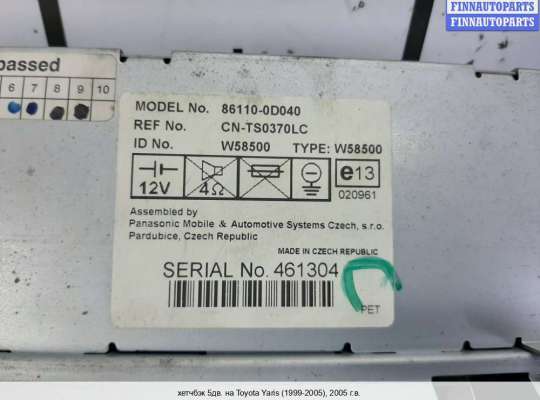 FINNAUTOPARTS
FINNAUTOPARTS
passed
6 7 8 9 10
MODEL No. 86110-0D040
REF No. CN-TS0370LC
ID No. W58500 TYPE: W58500
12V 4Ω e13
020961
Assembled by
Panasonic Mobile & Automotive Systems Czech, s.r.o.
Pardubice, Czech Republic
MADE IN CZECH REPUBLIC
SERIAL No. 461304
PET
хетчбэк 5дв. на Toyota Yaris (1999-2005), 2005 г.в.